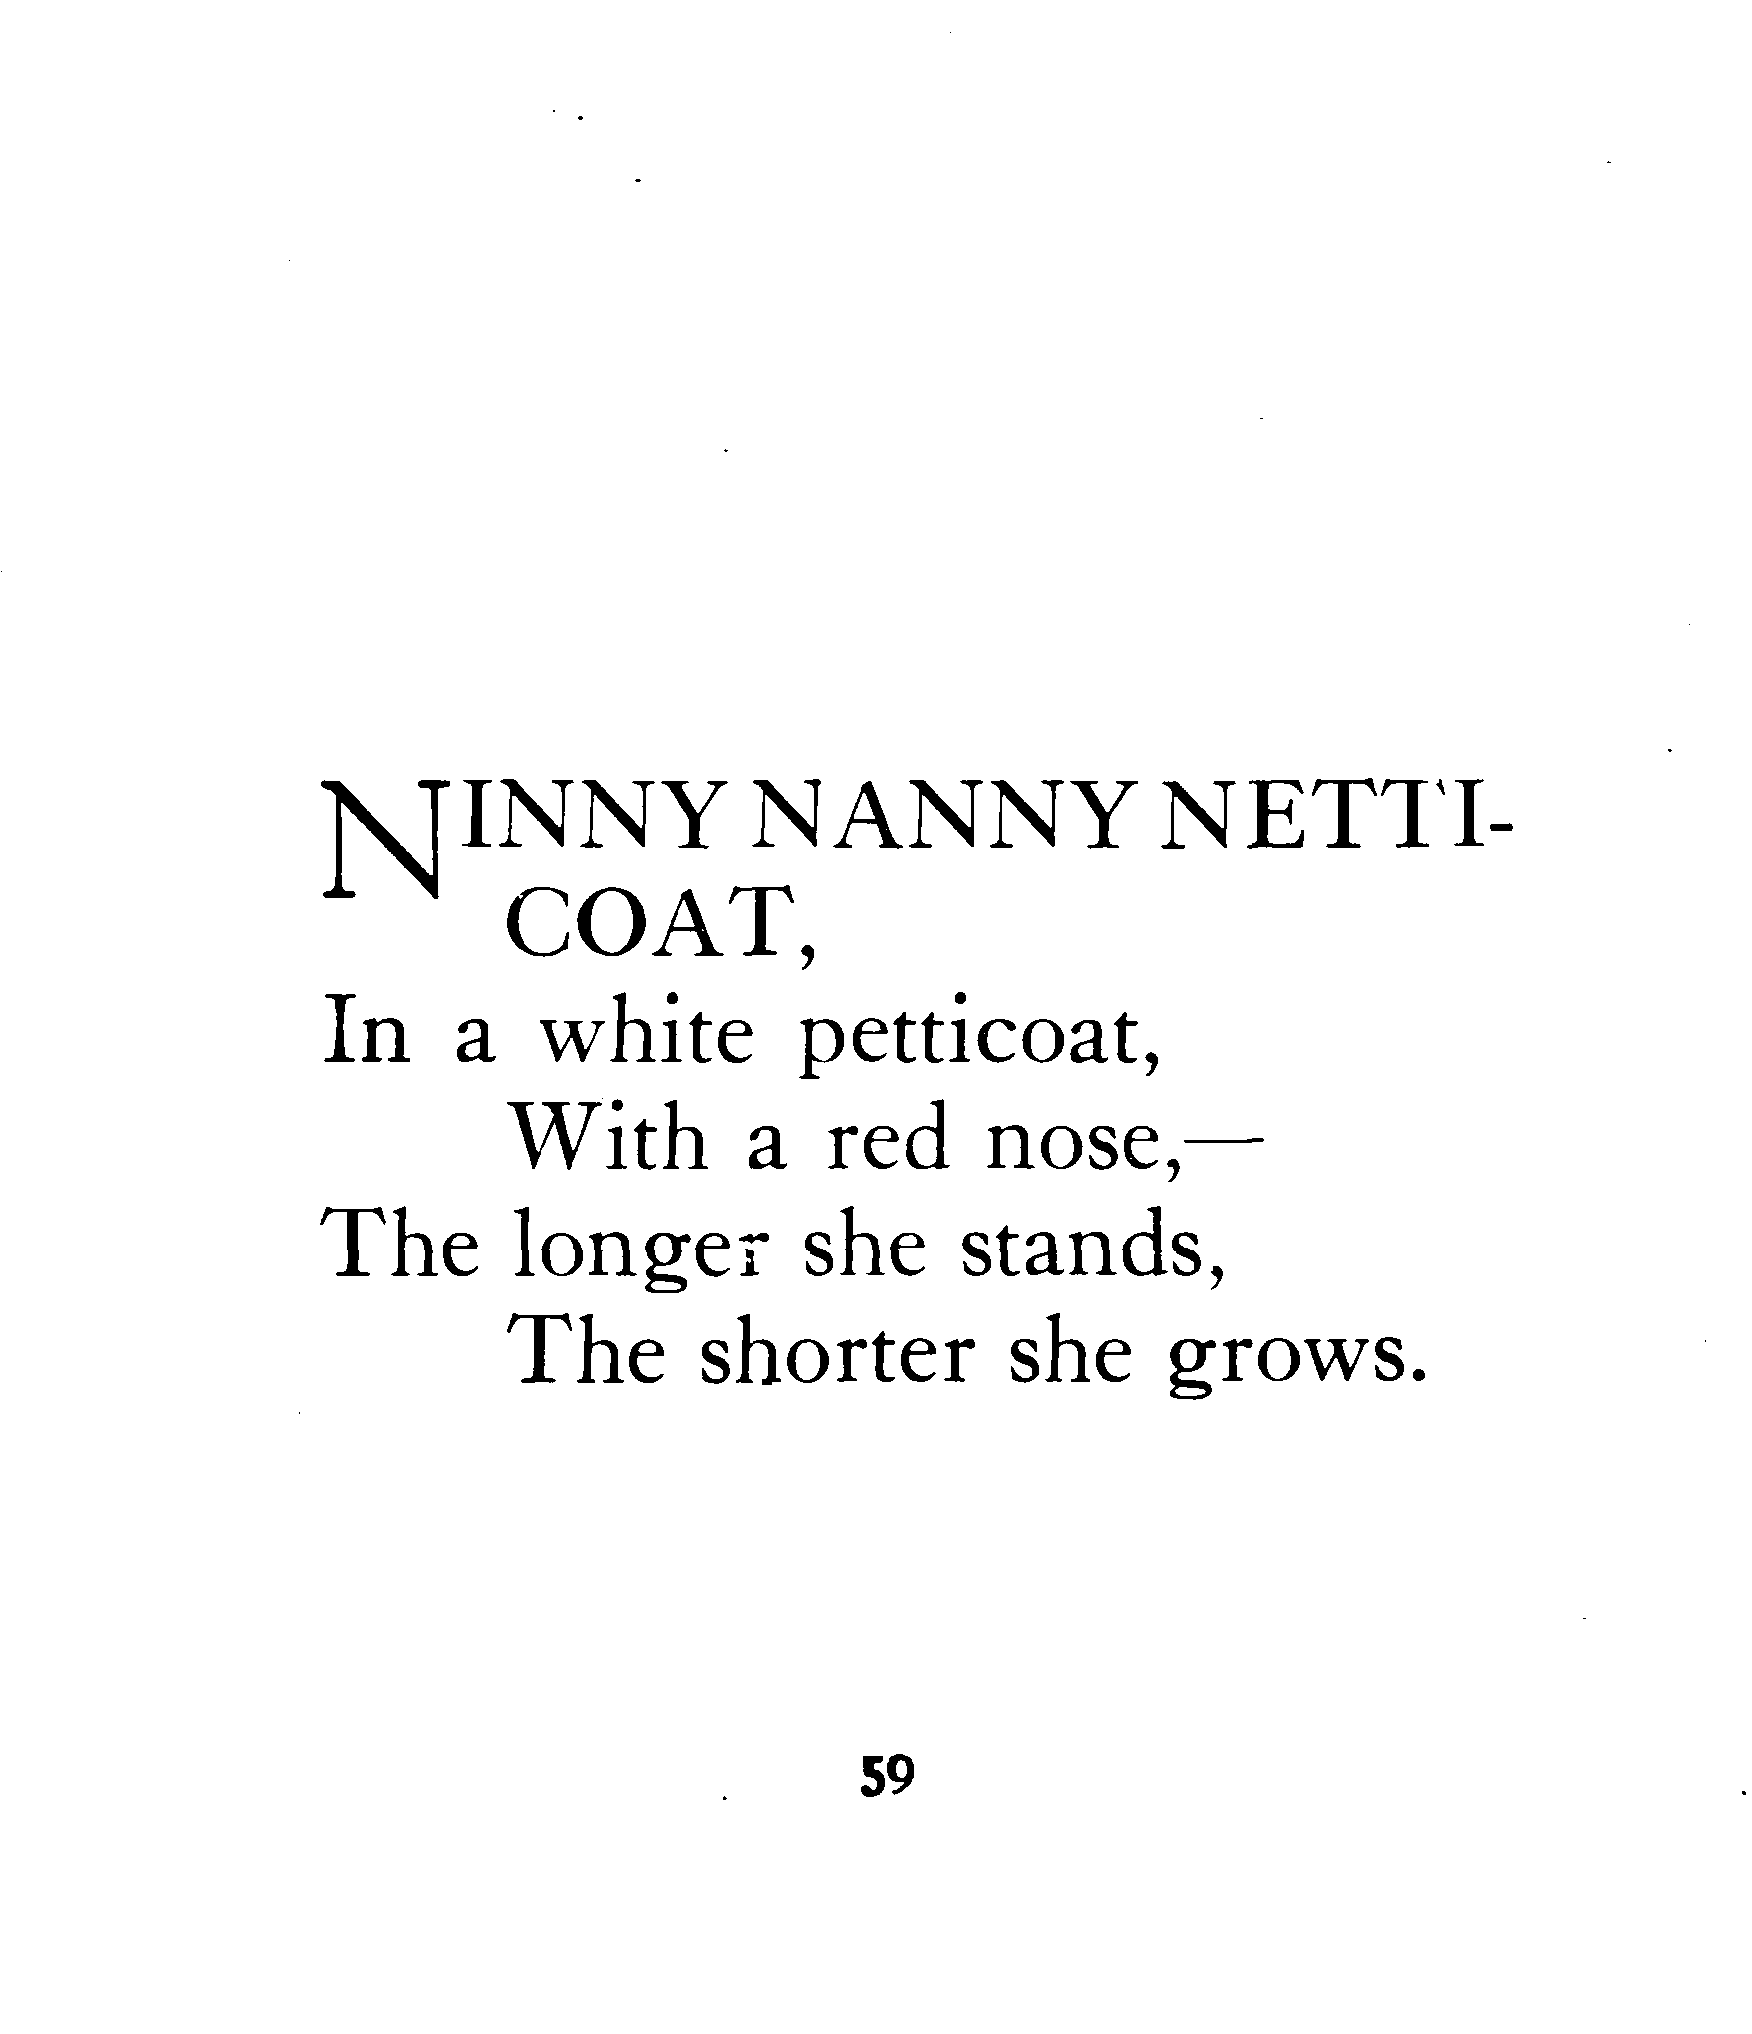 NINNY NANNY NETTI-
COAT,
In a white petticoat,
With a red nose,—
The longer she stands,
The shorter she grows.
59